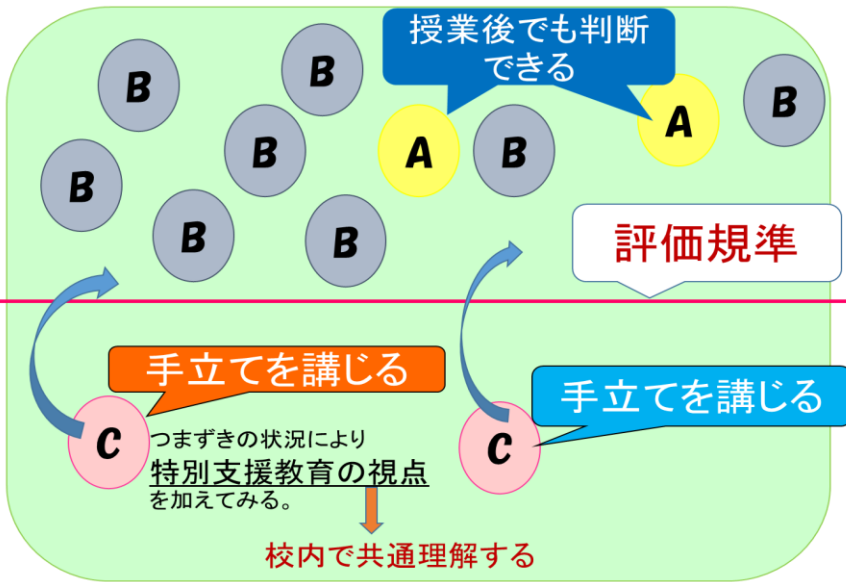 授業後でも判断
できる
B
B
B
A
B
A
B
B
B
B
評価規準
手立てを講じる
手立てを講じる
C
つまずきの状況により
特別支援教育の視点
を加えてみる。
C
校内で共通理解する